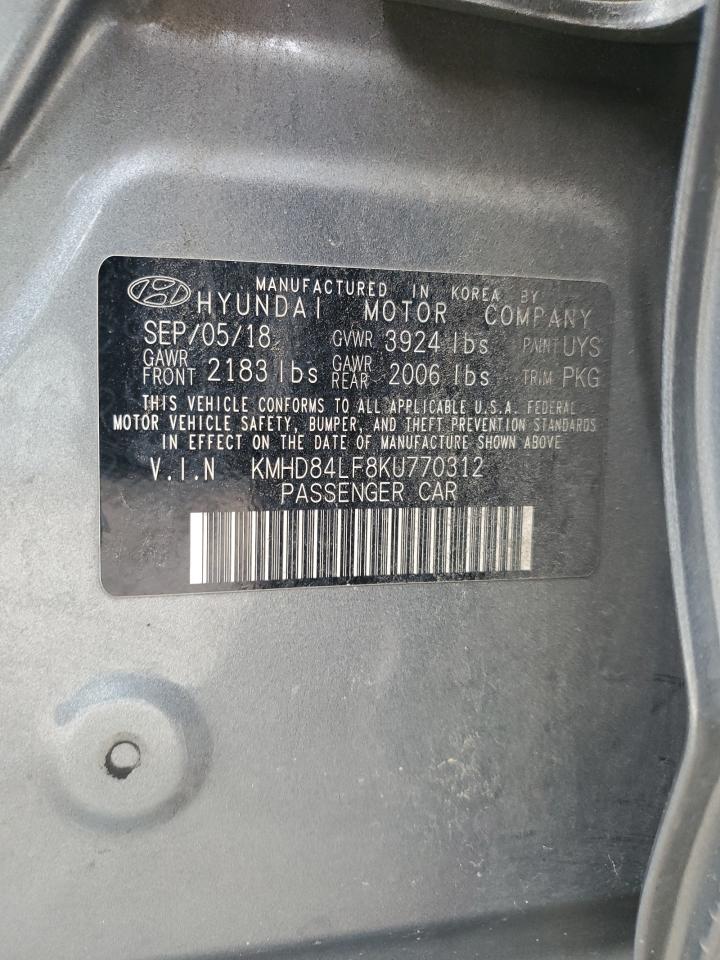 MANUFACTURED IN KOREA BY
HYUNDAI MOTOR COMPANY
SEP/05/18 GVWR 3924 lbs PAINT UYS
GAWR FRONT 2183 lbs GAWR REAR 2006 lbs TRIM PKG
THIS VEHICLE CONFORMS TO ALL APPLICABLE U.S.A. FEDERAL
MOTOR VEHICLE SAFETY, BUMPER, AND THEFT PREVENTION STANDARDS
IN EFFECT ON THE DATE OF MANUFACTURE SHOWN ABOVE
V.I.N KMHD84LF8KU770312
PASSENGER CAR